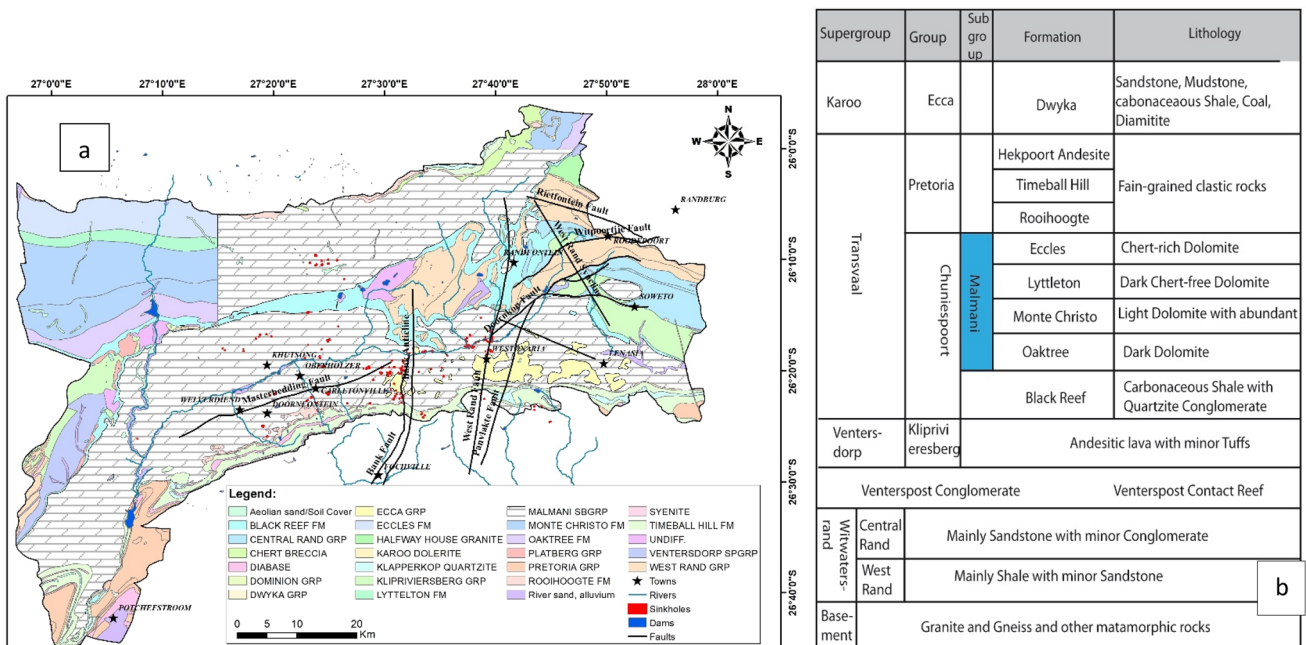 27°0'0"E 27°10'0"E 27°20'0"E 27°30'0"E 27°40'0"E 27°50'0"E 28°0'0"E
a
N
W E
S
26°0'0"S
26°10'0"S
26°20'0"S
26°30'0"S
26°40'0"S
RANDBURG
Rietfontein Fault
Witpoortjie Fault
ROODEPOORT
RANDFONTEIN
West Rand Syncline
SOWETO
Doornkop Fault
WESTONARIA
LENASIA
KHUTSONG
OBERHOLZER
Masterbedding Fault
CARLETONVILLE
WELVERDIEND
DOORNFONTEIN
West Rand Fault
Panvlakte Fault
Bank Fault
FOCHVILLE
POTCHEFSTROOM
Legend:
Aeolian sand/Soil Cover
BLACK REEF FM
CENTRAL RAND GRP
CHERT BRECCIA
DIABASE
DOMINION GRP
DWYKA GRP
ECCA GRP
ECCLES FM
HALFWAY HOUSE GRANITE
KAROO DOLERITE
KLAPPERKOP QUARTZITE
KLIPRIVIERSBERG GRP
LYTTELTON FM
MALMANI SBGRP
MONTE CHRISTO FM
OAKTREE FM
PLATBERG GRP
PRETORIA GRP
ROOIHOOGTE FM
River sand, alluvium
SYENITE
TIMEBALL HILL FM
UNDIFF.
VENTERSDORP SPGRP
WEST RAND GRP
Towns
Rivers
Sinkholes
Dams
Faults
0 10 20
Km
Supergroup
Group
Sub
gro
up
Formation
Lithology
Karoo
Ecca
Dwyka
Sandstone, Mudstone,
cabonaceaous Shale, Coal,
Diamitite
Transvaal
Pretoria
Hekpoort Andesite
Timeball Hill
Rooihoogte
Fain-grained clastic rocks
Chuniesport
Malmani
Eccles
Chert-rich Dolomite
Lyttleton
Dark Chert-free Dolomite
Monte Christo
Light Dolomite with abundant
Oaktree
Dark Dolomite
Black Reef
Carbonaceous Shale with
Quartzite Conglomerate
Venters-
dorp
Kliprivi
eresberg
Andesitic lava with minor Tuffs
Venterspost Conglomerate
Venterspost Contact Reef
Witwaters-
rand
Central
Rand
Mainly Sandstone with minor Conglomerate
West
Rand
Mainly Shale with minor Sandstone
b
Base-
ment
Granite and Gneiss and other matamorphic rocks